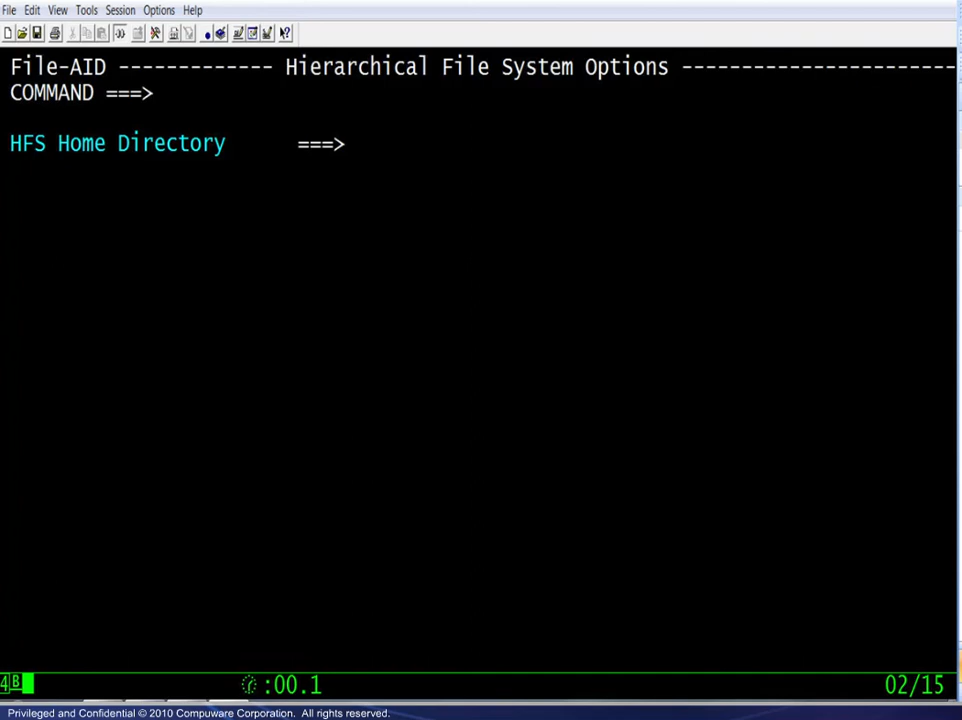 File Edit View Tools Session Options Help
File-AID ------------- Hierarchical File System Options -----------------------
COMMAND ===>
HFS Home Directory ===>
4B :00.1 02/15
Privileged and Confidential © 2010 Compuware Corporation. All rights reserved.